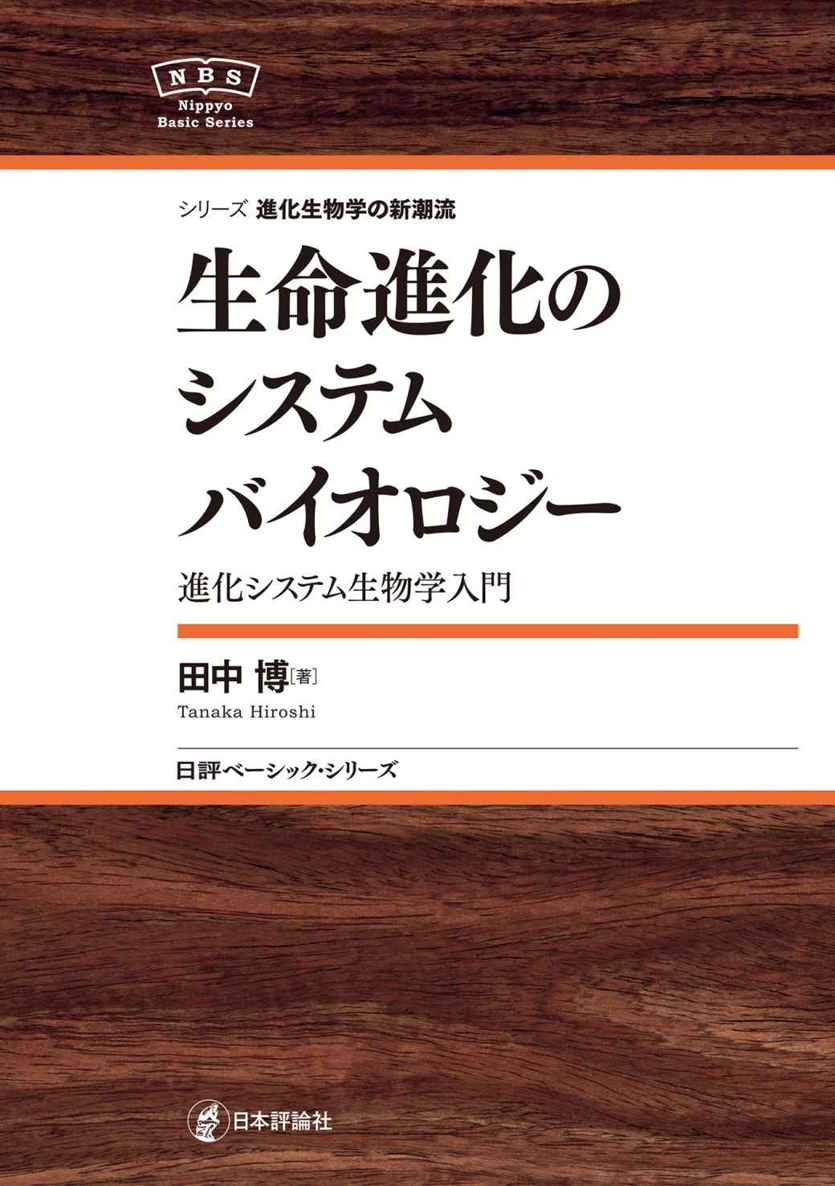 NBS
Nippyo
Basic Series
シリーズ 進化生物学の新潮流
生命進化の
システム
バイオロジー
進化システム生物学入門
田中 博[著]
Tanaka Hiroshi
日評ベーシック・シリーズ
日本評論社